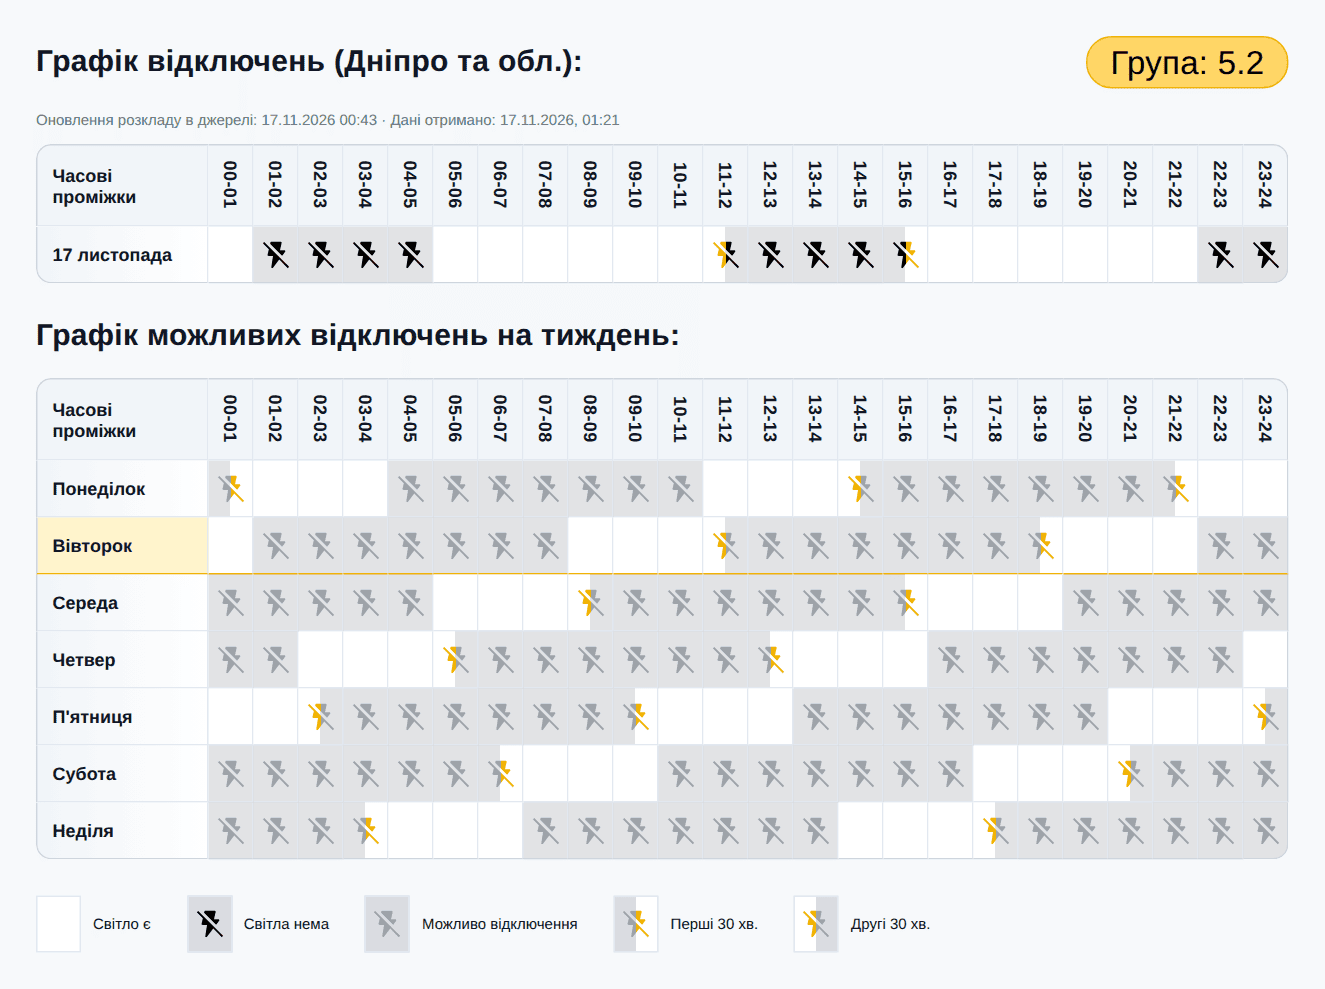 Графік відключень (Дніпро та обл.):
Група: 5.2
Оновлення розкладу в джерелі: 17.11.2026 00:43 · Дані отримано: 17.11.2026, 01:21
Часові
проміжки
00-01 01-02 02-03 03-04 04-05 05-06 06-07 07-08 08-09 09-10 10-11 11-12 12-13 13-14 14-15 15-16 16-17 17-18 18-19 19-20 20-21 21-22 22-23 23-24
17 листопада
Графік можливих відключень на тиждень:
Часові
проміжки
00-01 01-02 02-03 03-04 04-05 05-06 06-07 07-08 08-09 09-10 10-11 11-12 12-13 13-14 14-15 15-16 16-17 17-18 18-19 19-20 20-21 21-22 22-23 23-24
Понеділок
Вівторок
Середа
Четвер
П'ятниця
Субота
Неділя
Світло є
Світла нема
Можливо відключення
Перші 30 хв.
Другі 30 хв.